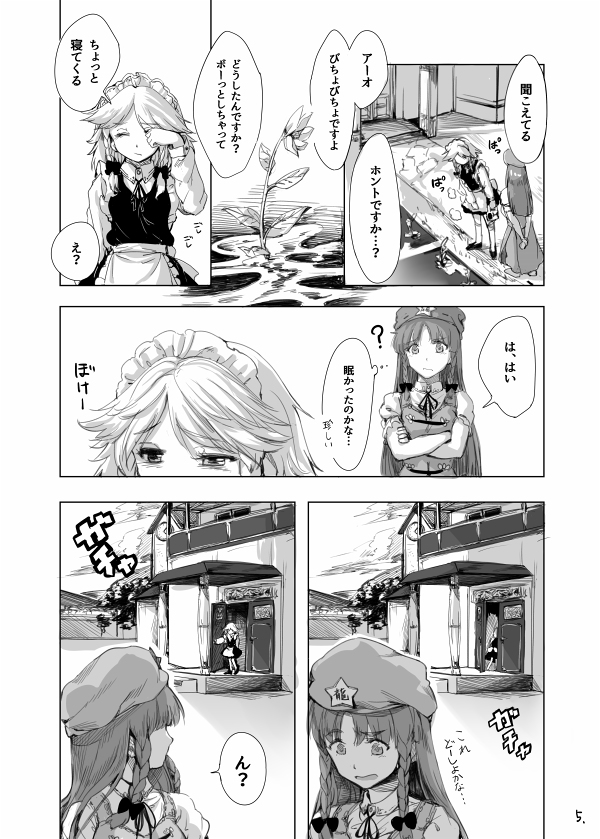 聞こえてる
ぱっ
ぱっ
ホントですか…?
アーオ
びちょびちょですよ
どうしたんですか?
ボーっとしちゃって
ちょっと
寝てくる
え?
は、はい
?
眠かったのかな…
珍しい
ぼけー
ガチャ
龍
これ
どーしよかな…
ガチャ
ん?
5.